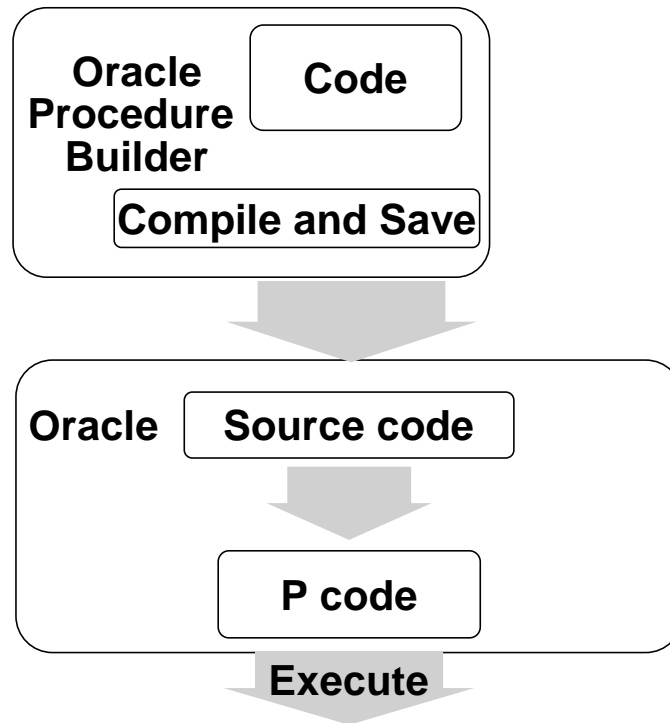 Oracle
Procedure
Builder
Code
Compile and Save
Oracle
Source code
P code
Execute